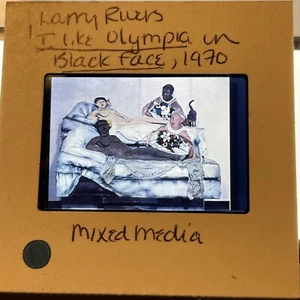 Larry Rivers
I Like Olympia in
Black Face, 1970
Mixed Media